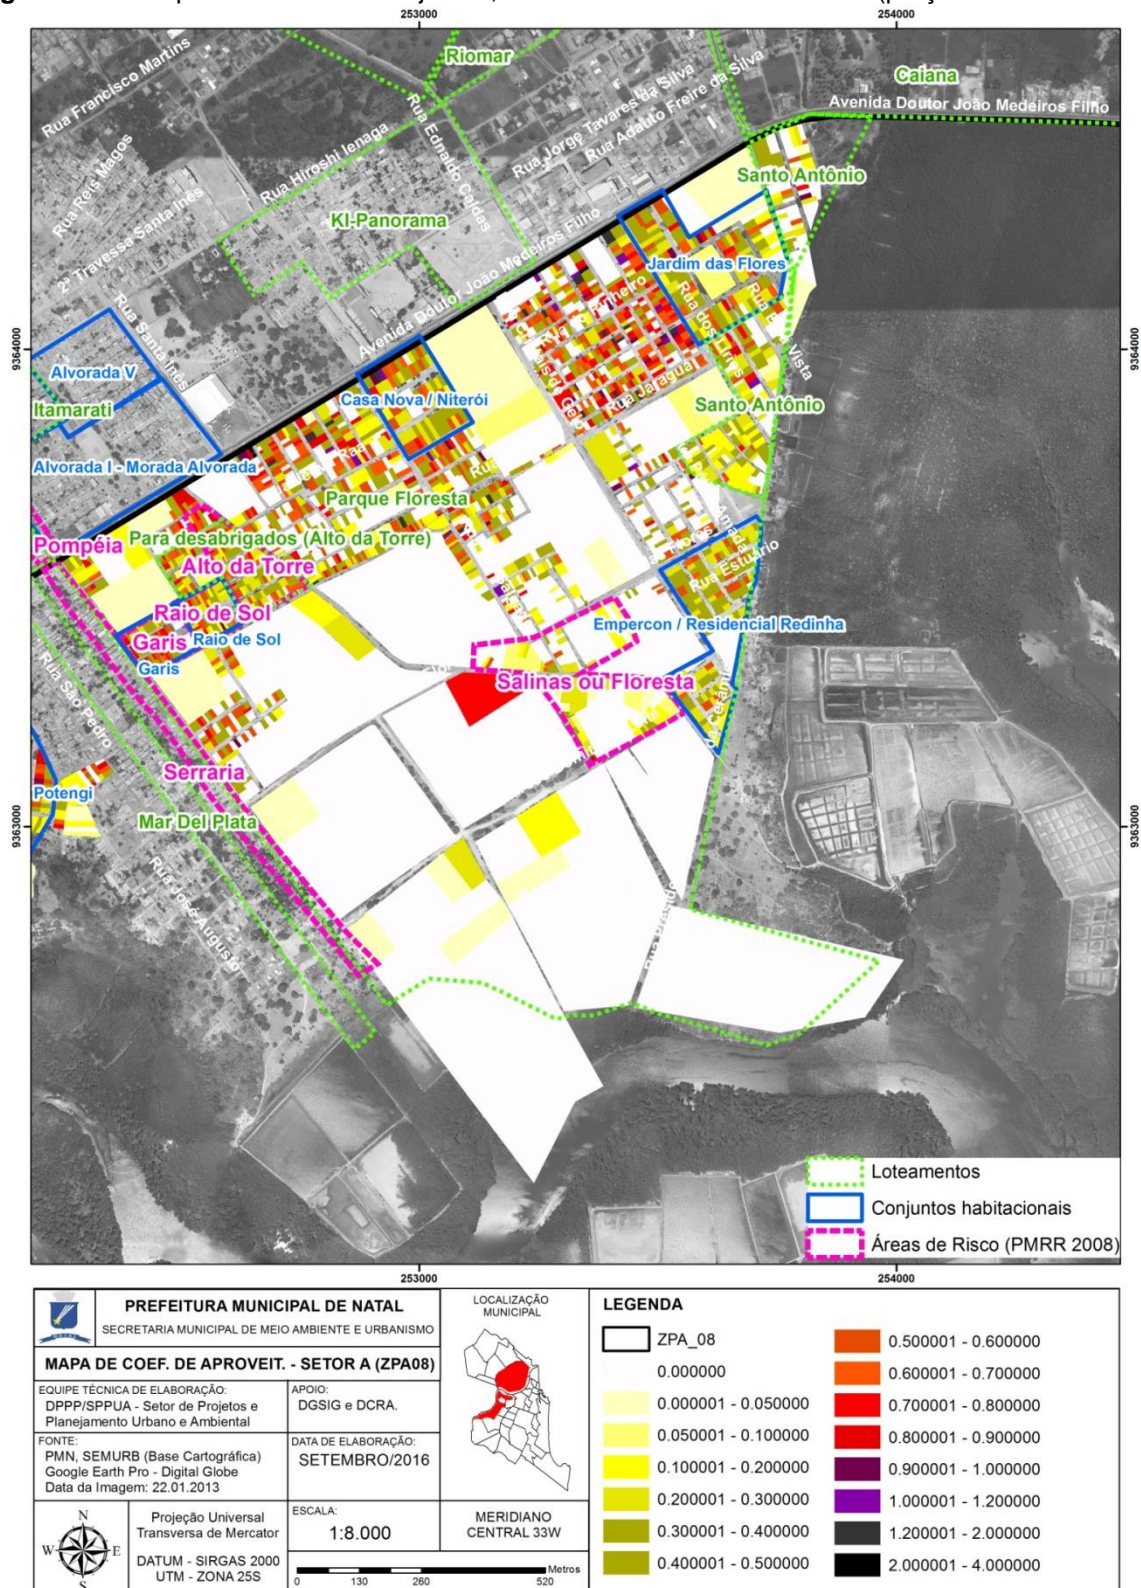 253000
254000
Riomar
Caiana
Rua Francisco Martins
Avenida Doutor João Medeiros Filho
Rua Jorge Tavares da Silva
Rua Adauto Freire da Silva
Rua Ednaldo Caldas
Rua Hiroshi Ienaga
Rua Reis Magos
Santo Antônio
KI-Panorama
2ª Travessa Santa Inês
Avenida Doutor João Medeiros Filho
Jardim das Flores
Rua Santa Inês
Rua dos Lírios
9364000
9364000
Alvorada V
Casa Nova / Niterói
Rua Jaraguá
Itamarati
Santo Antônio
Alvorada I - Morada Alvorada
Parque Floresta
Para desabrigados (Alto da Torre)
Pompéia
Alto da Torre
Rua Estuário
Raio de Sol
Garis
Raio de Sol
Empercon / Residencial Redinha
Garis
Rua São Pedro
Salinas ou Floresta
Serraria
Potengi
Mar Del Plata
9363000
9363000
Rua José Augusto
Loteamentos
Conjuntos habitacionais
Áreas de Risco (PMRR 2008)
253000
254000
NATAL
PREFEITURA MUNICIPAL DE NATAL
SECRETARIA MUNICIPAL DE MEIO AMBIENTE E URBANISMO
MAPA DE COEF. DE APROVEIT. - SETOR A (ZPA08)
EQUIPE TÉCNICA DE ELABORAÇÃO:
DPPP/SPPUA - Setor de Projetos e
Planejamento Urbano e Ambiental
APOIO:
DGSIG e DCRA.
FONTE:
PMN, SEMURB (Base Cartográfica)
Google Earth Pro - Digital Globe
Data da Imagem: 22.01.2013
DATA DE ELABORAÇÃO:
SETEMBRO/2016
N
W E
S
Projeção Universal
Transversa de Mercator
DATUM - SIRGAS 2000
UTM - ZONA 25S
ESCALA:
1:8.000
Metros
0 130 260 520
LOCALIZAÇÃO
MUNICIPAL
MERIDIANO
CENTRAL 33W
LEGENDA
ZPA_08
0.000000
0.000001 - 0.050000
0.050001 - 0.100000
0.100001 - 0.200000
0.200001 - 0.300000
0.300001 - 0.400000
0.400001 - 0.500000
0.500001 - 0.600000
0.600001 - 0.700000
0.700001 - 0.800000
0.800001 - 0.900000
0.900001 - 1.000000
1.000001 - 1.200000
1.200001 - 2.000000
2.000001 - 4.000000